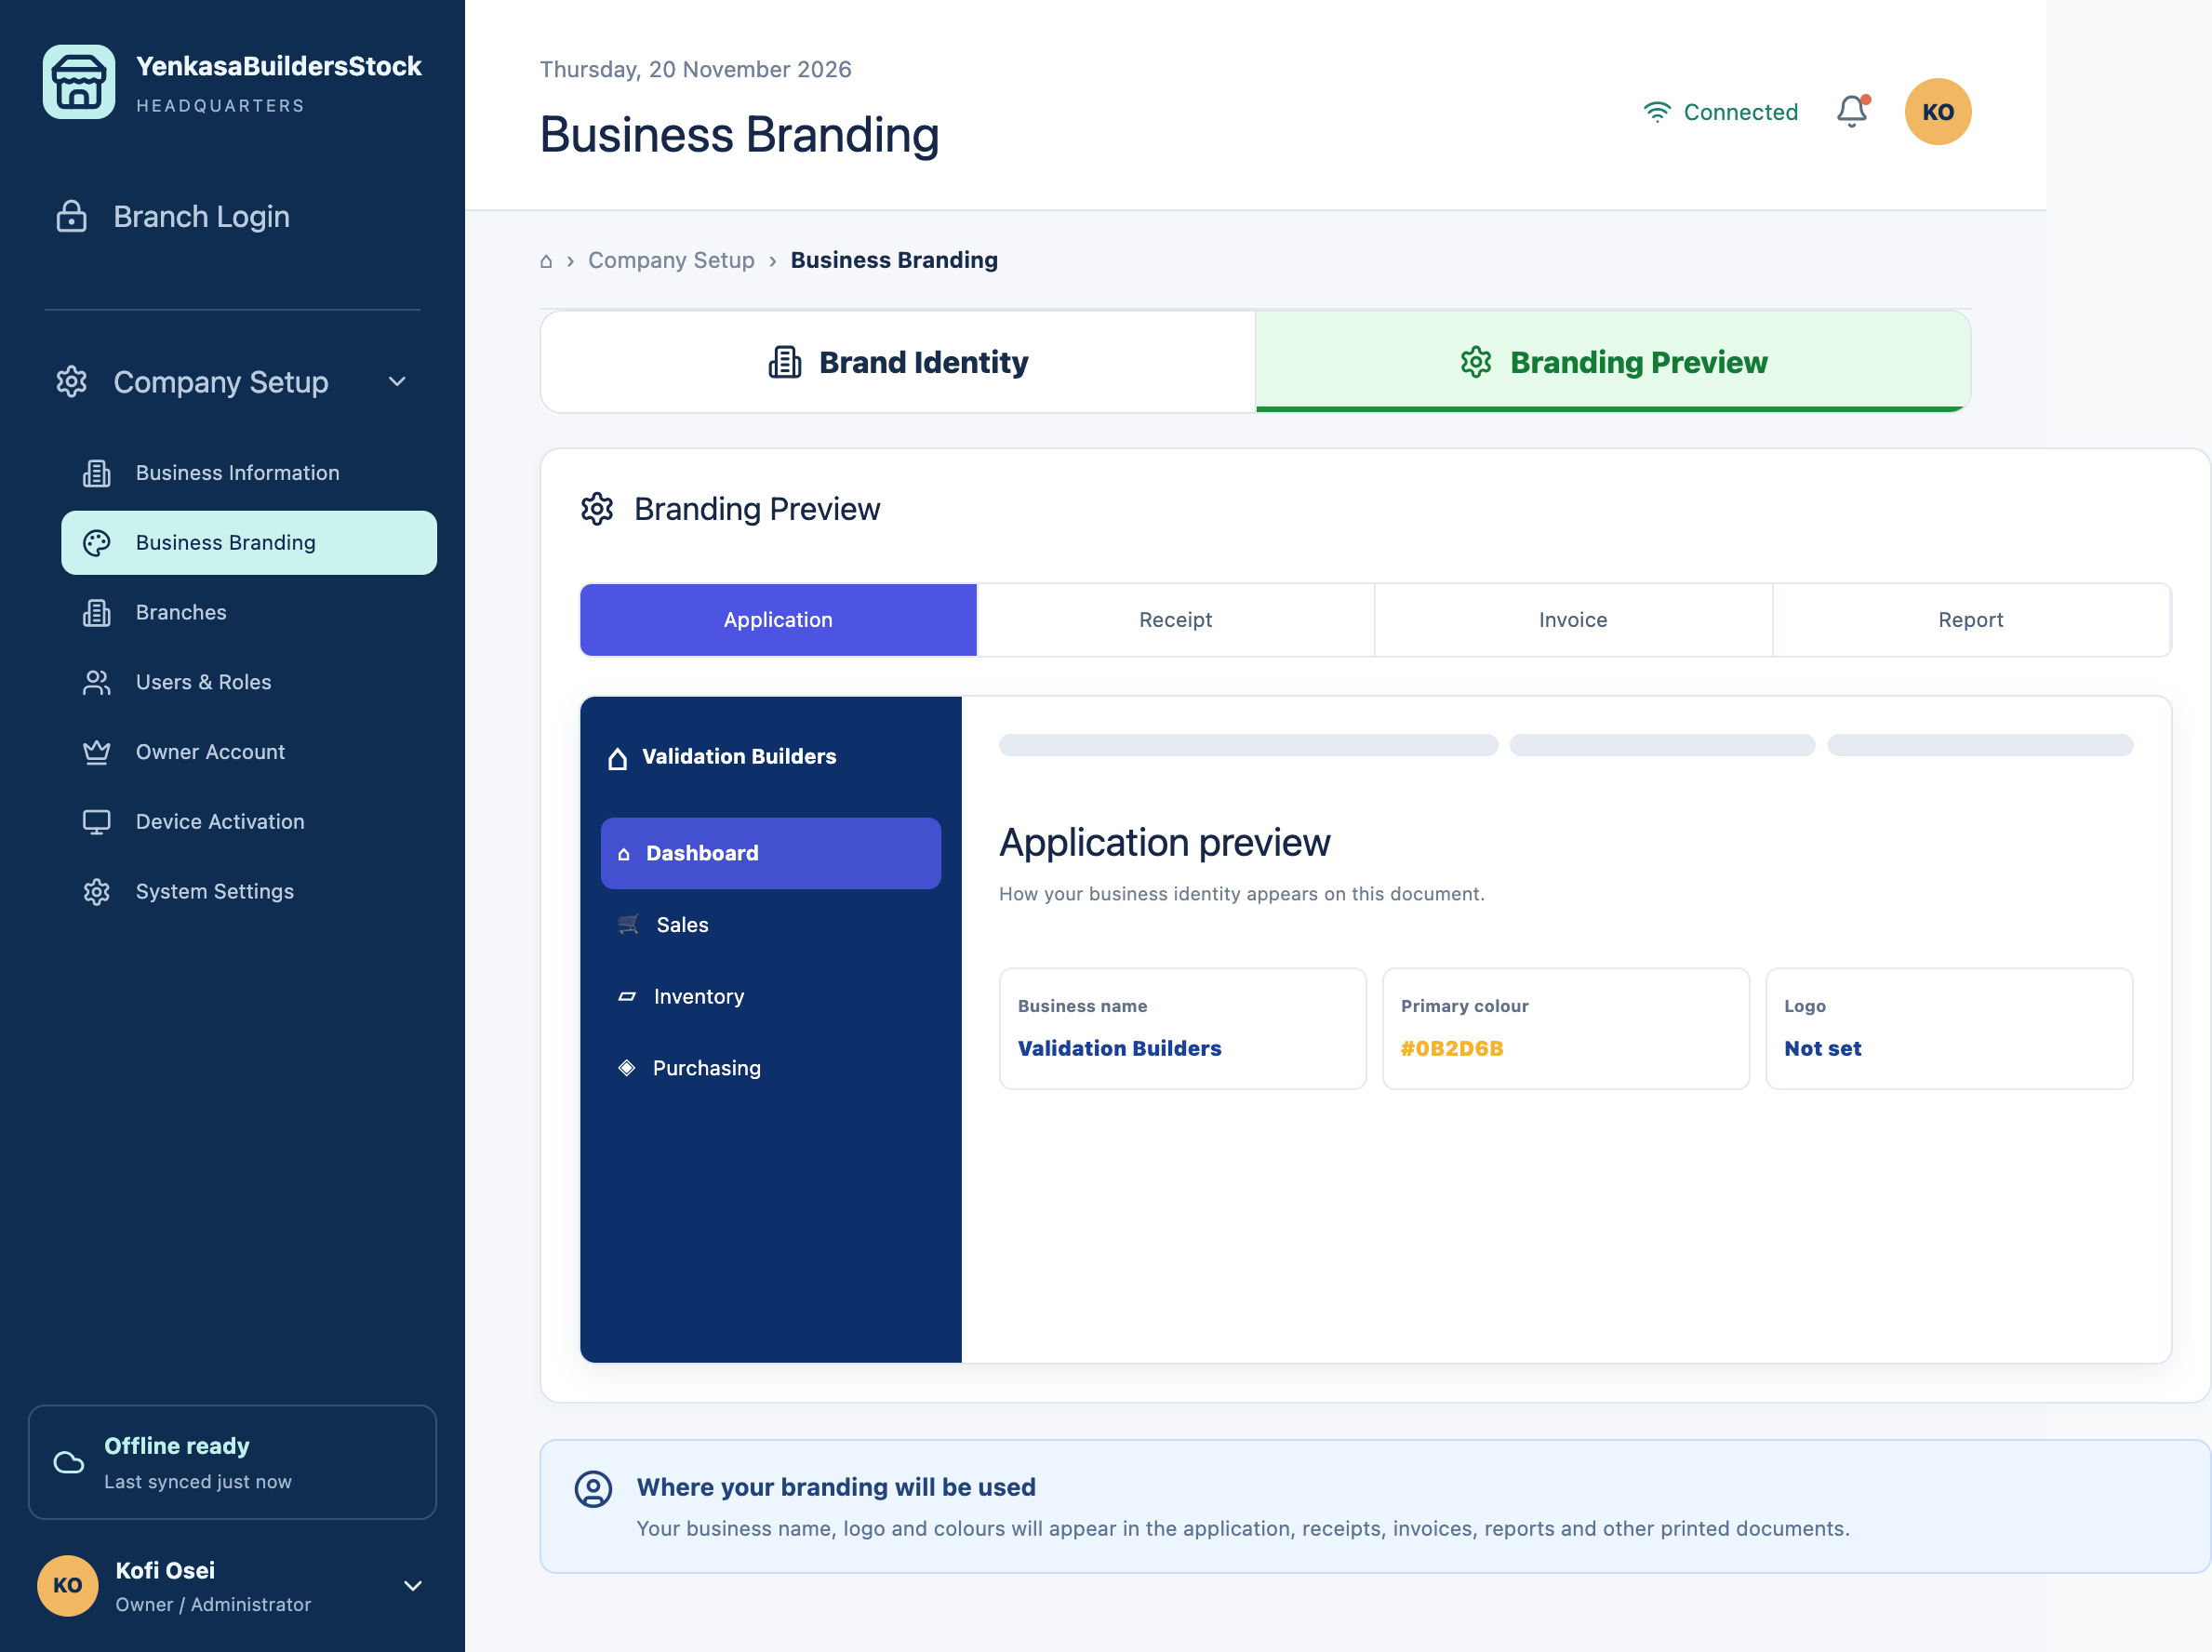 YenkasaBuildersStock
HEADQUARTERS
Branch Login
Company Setup
Business Information
Business Branding
Branches
Users & Roles
Owner Account
Device Activation
System Settings
Offline ready
Last synced just now
KO
Kofi Osei
Owner / Administrator
Thursday, 20 November 2026
Business Branding
Connected
KO
Company Setup › Business Branding
Brand Identity
Branding Preview
Branding Preview
Application
Receipt
Invoice
Report
Validation Builders
Dashboard
Sales
Inventory
Purchasing
Application preview
How your business identity appears on this document.
Business name
Validation Builders
Primary colour
#0B2D6B
Logo
Not set
Where your branding will be used
Your business name, logo and colours will appear in the application, receipts, invoices, reports and other printed documents.